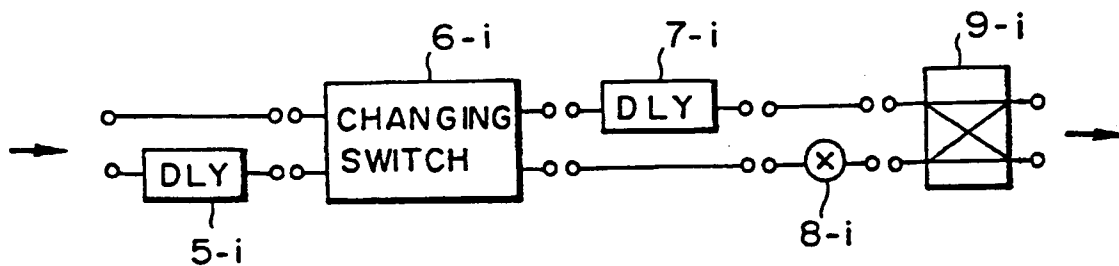 6-i
7-i
9-i
CHANGING
SWITCH
DLY
DLY
×
5-i
8-i